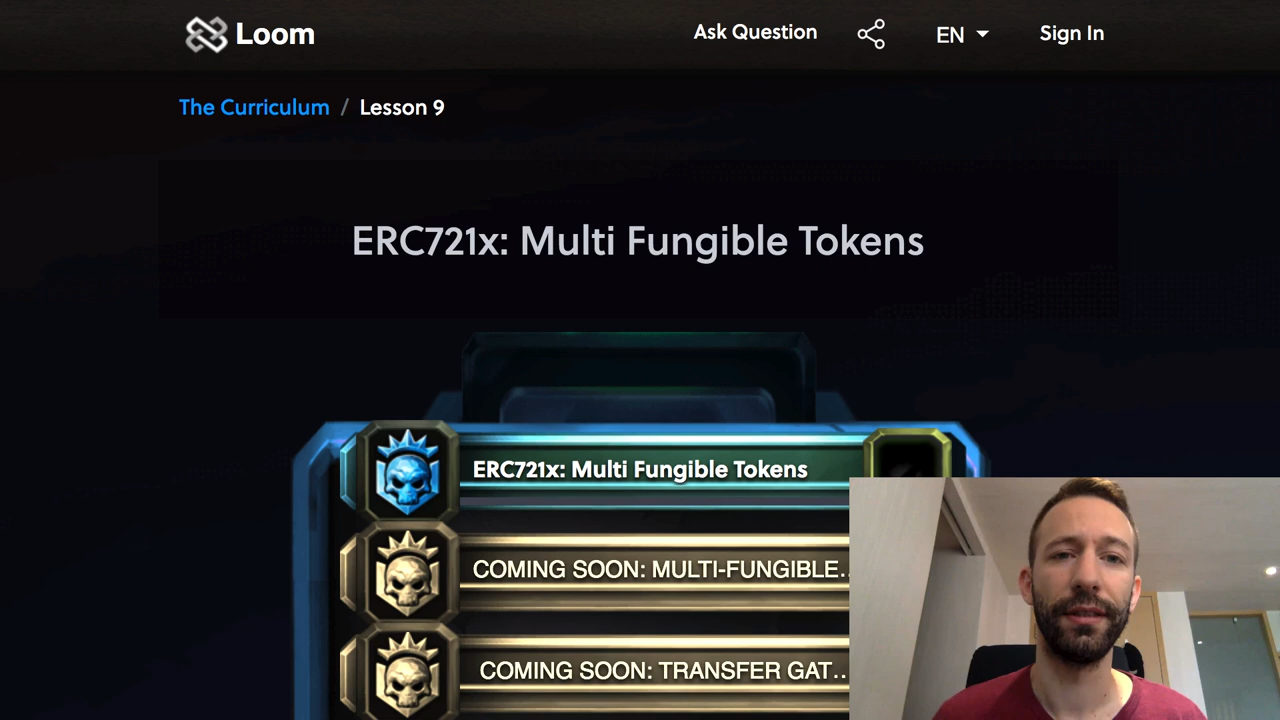 Loom
Ask Question
EN
Sign In
The Curriculum / Lesson 9
ERC721x: Multi Fungible Tokens
ERC721x: Multi Fungible Tokens
COMING SOON: MULTI-FUNGIBLE..
COMING SOON: TRANSFER GAT..